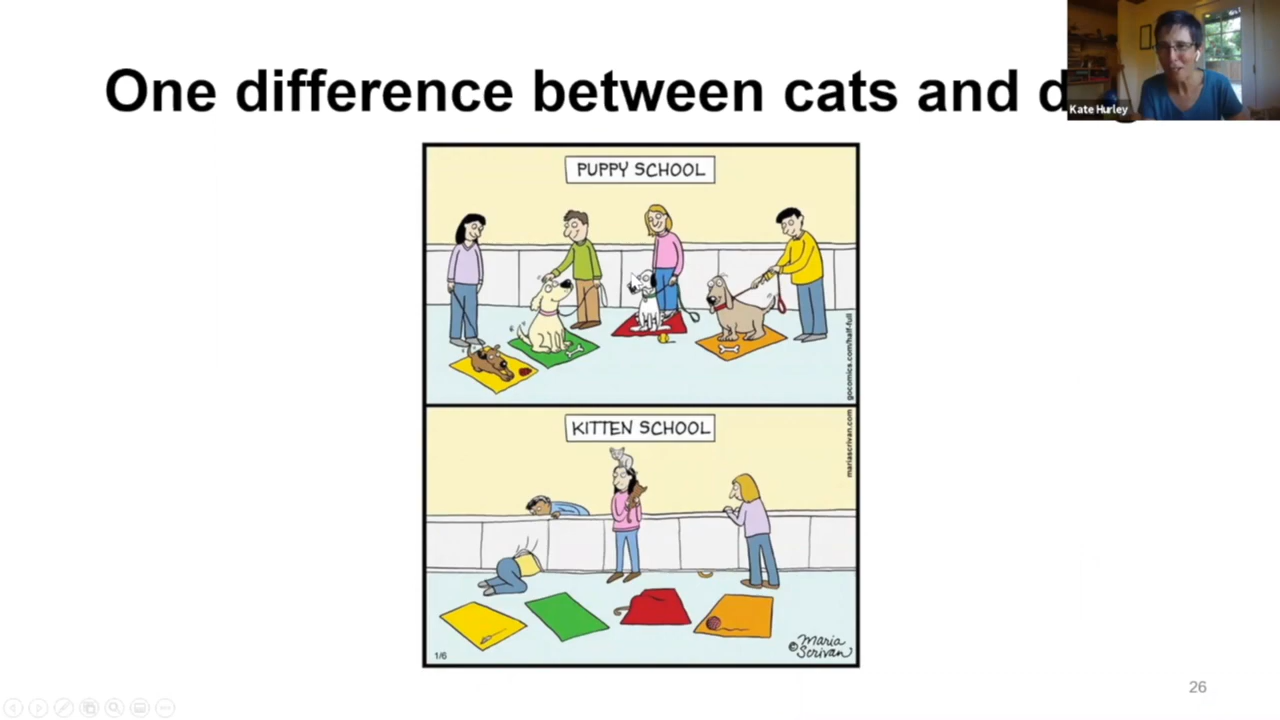 One difference between cats and d
Kate Hurley
PUPPY SCHOOL
gocomics.com/half-full
KITTEN SCHOOL
mariascrivan.com
1/6
© Maria
Scrivan
26